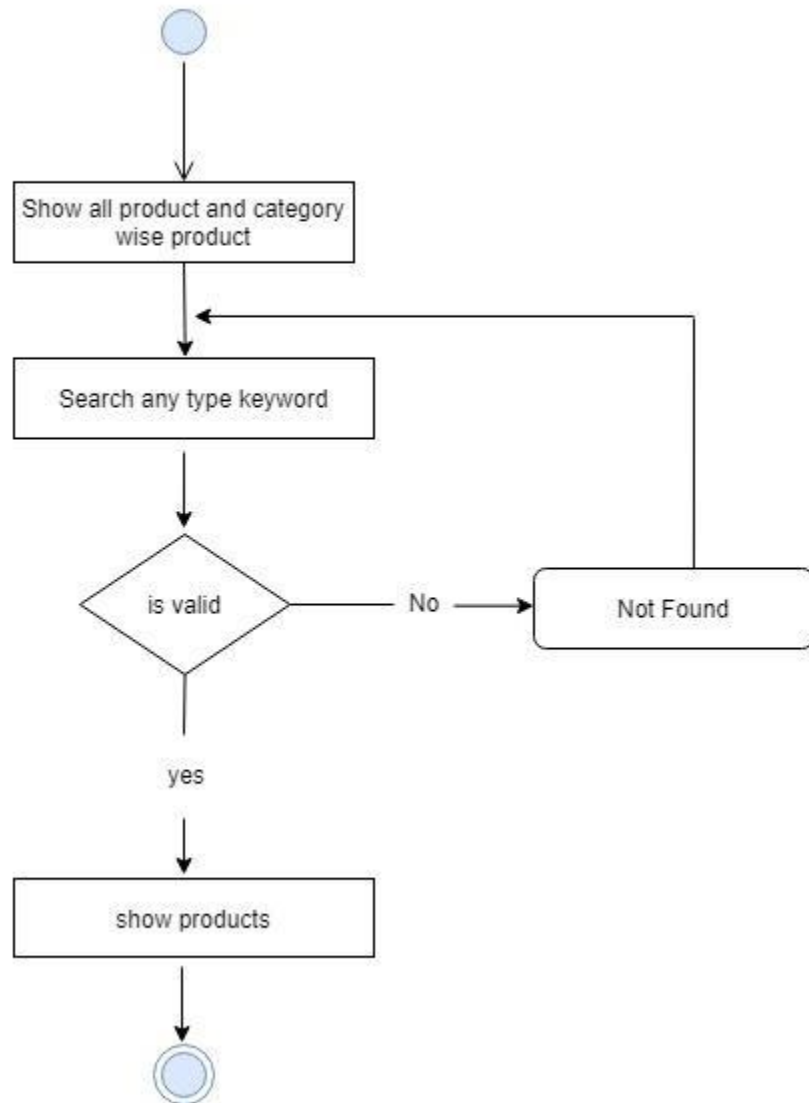 Show all product and category
wise product
Search any type keyword
is valid
No
Not Found
yes
show products